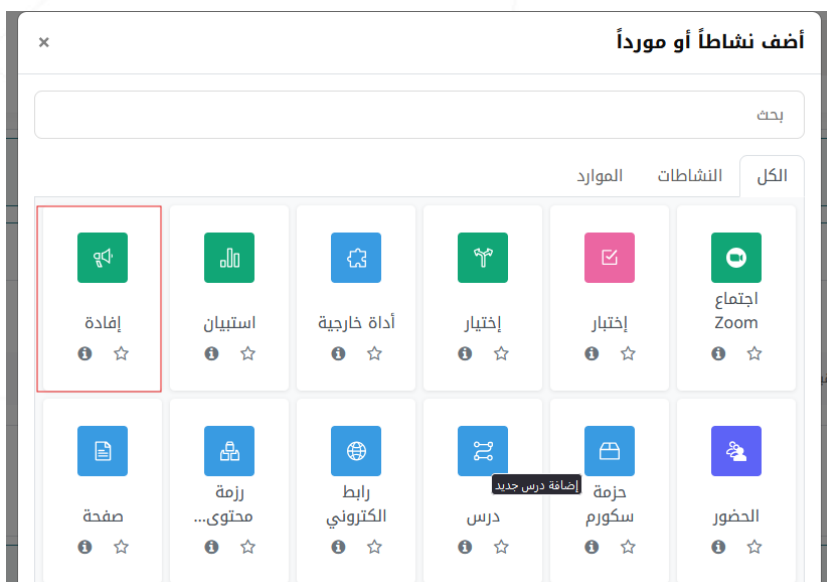 أضف نشاطاً أو مورداً
×
بحث
الكل
النشاطات
الموارد
اجتماع
Zoom
إختبار
إختيار
أداة خارجية
استبيان
إفادة
الحضور
حزمة
سكورم
إضافة درس جديد
درس
رابط
الكتروني
رزمة
محتوى...
صفحة